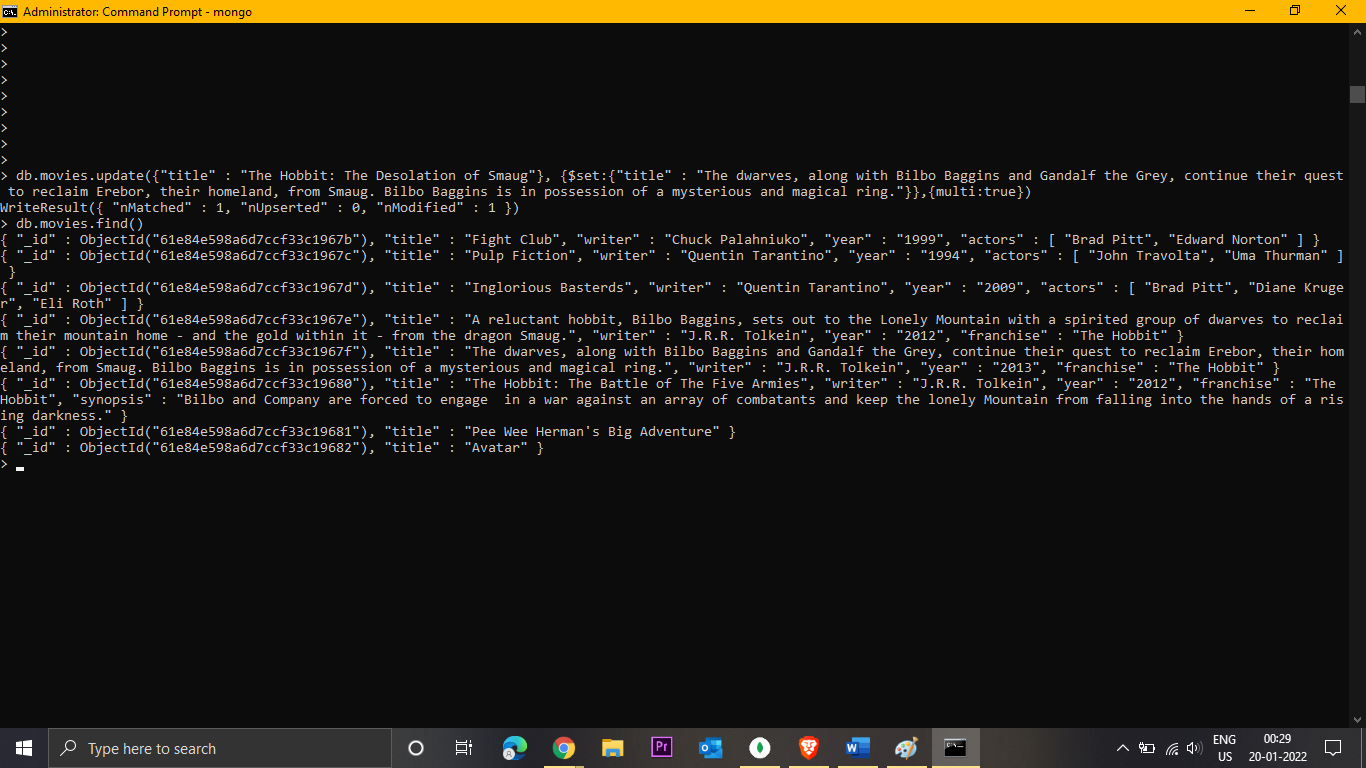 Administrator: Command Prompt - mongo
>
>
>
>
>
>
>
>
>
> db.movies.update({"title" : "The Hobbit: The Desolation of Smaug"}, {$set:{"title" : "The dwarves, along with Bilbo Baggins and Gandalf the Grey, continue their quest
 to reclaim Erebor, their homeland, from Smaug. Bilbo Baggins is in possession of a mysterious and magical ring."}},{multi:true})
WriteResult({ "nMatched" : 1, "nUpserted" : 0, "nModified" : 1 })
> db.movies.find()
{ "_id" : ObjectId("61e84e598a6d7ccf33c1967b"), "title" : "Fight Club", "writer" : "Chuck Palahniuko", "year" : "1999", "actors" : [ "Brad Pitt", "Edward Norton" ] }
{ "_id" : ObjectId("61e84e598a6d7ccf33c1967c"), "title" : "Pulp Fiction", "writer" : "Quentin Tarantino", "year" : "1994", "actors" : [ "John Travolta", "Uma Thurman" ]
 }
{ "_id" : ObjectId("61e84e598a6d7ccf33c1967d"), "title" : "Inglorious Basterds", "writer" : "Quentin Tarantino", "year" : "2009", "actors" : [ "Brad Pitt", "Diane Kruge
r", "Eli Roth" ] }
{ "_id" : ObjectId("61e84e598a6d7ccf33c1967e"), "title" : "A reluctant hobbit, Bilbo Baggins, sets out to the Lonely Mountain with a spirited group of dwarves to reclai
m their mountain home - and the gold within it - from the dragon Smaug.", "writer" : "J.R.R. Tolkein", "year" : "2012", "franchise" : "The Hobbit" }
{ "_id" : ObjectId("61e84e598a6d7ccf33c1967f"), "title" : "The dwarves, along with Bilbo Baggins and Gandalf the Grey, continue their quest to reclaim Erebor, their hom
eland, from Smaug. Bilbo Baggins is in possession of a mysterious and magical ring.", "writer" : "J.R.R. Tolkein", "year" : "2013", "franchise" : "The Hobbit" }
{ "_id" : ObjectId("61e84e598a6d7ccf33c19680"), "title" : "The Hobbit: The Battle of The Five Armies", "writer" : "J.R.R. Tolkein", "year" : "2012", "franchise" : "The
Hobbit", "synopsis" : "Bilbo and Company are forced to engage  in a war against an array of combatants and keep the lonely Mountain from falling into the hands of a ris
ing darkness." }
{ "_id" : ObjectId("61e84e598a6d7ccf33c19681"), "title" : "Pee Wee Herman's Big Adventure" }
{ "_id" : ObjectId("61e84e598a6d7ccf33c19682"), "title" : "Avatar" }
>
Type here to search
Pr
ENG
US
00:29
20-01-2022